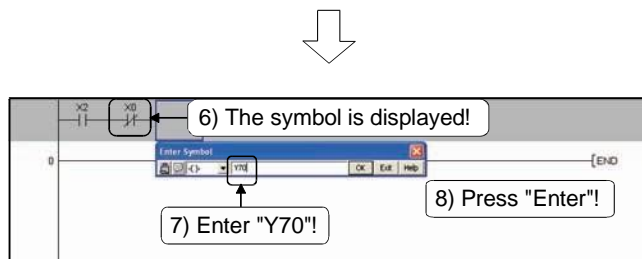 X2 X0
6) The symbol is displayed!
Enter Symbol
0 [END
-( )- Y70 OK Exit Help
8) Press "Enter"!
7) Enter "Y70"!